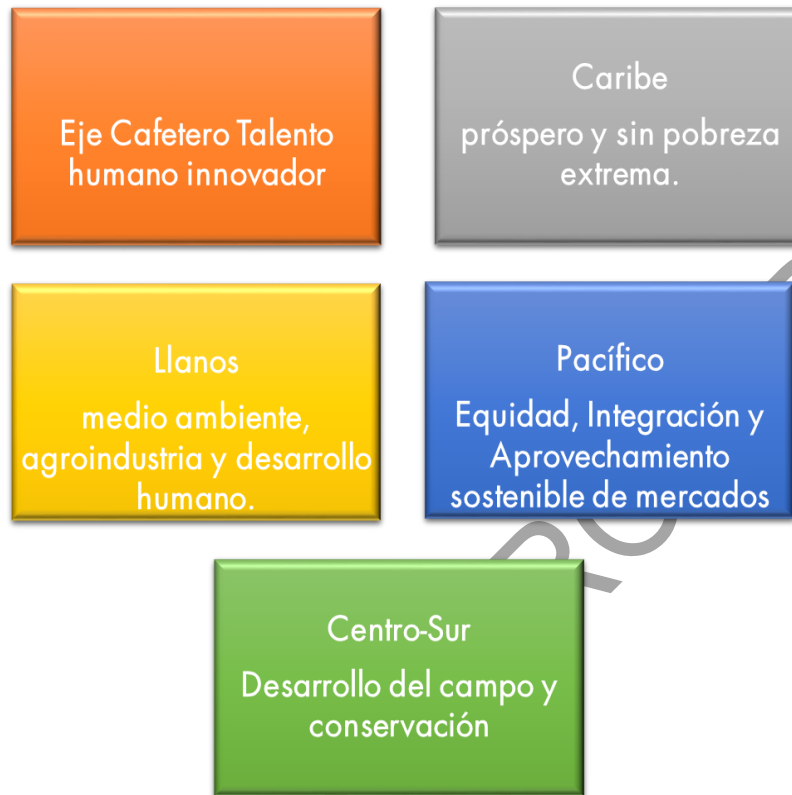 Eje Cafetero Talento
humano innovador
Caribe
próspero y sin pobreza
extrema.
Llanos
medio ambiente,
agroindustria y desarrollo
humano.
Pacífico
Equidad, Integración y
Aprovechamiento
sostenible de mercados
Centro-Sur
Desarrollo del campo y
conservación